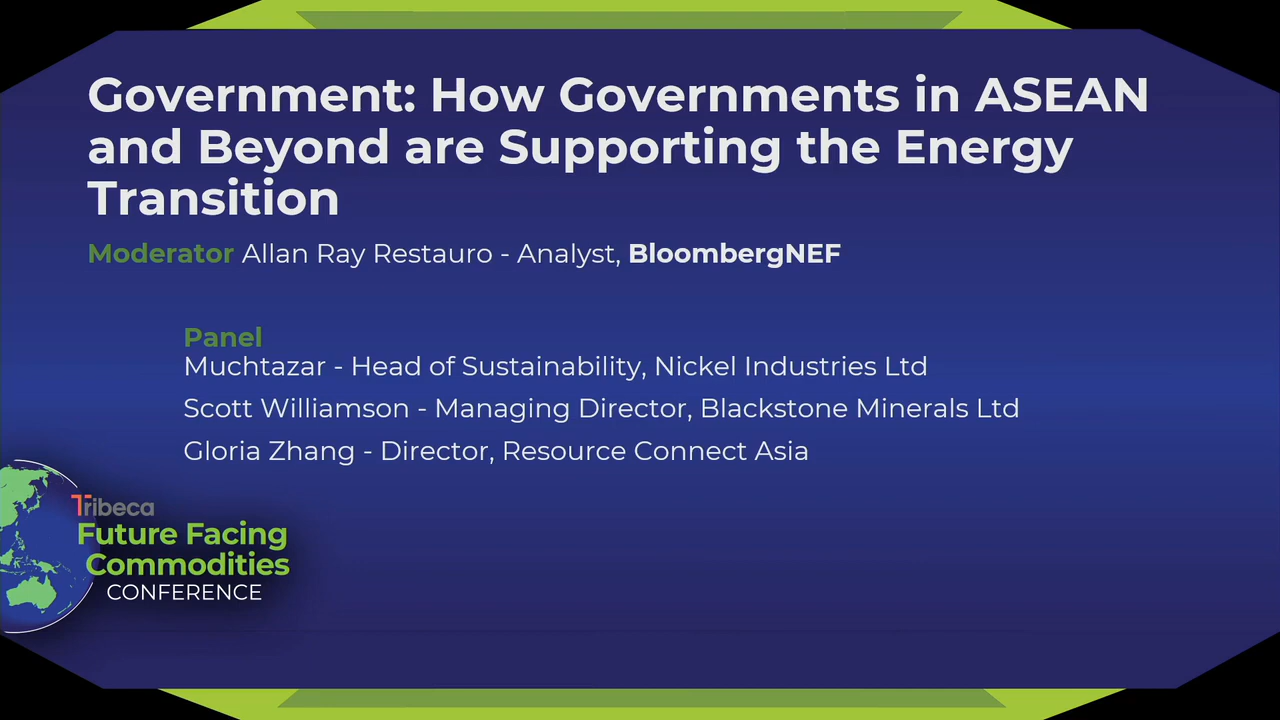 Government: How Governments in ASEAN
and Beyond are Supporting the Energy
Transition
Moderator Allan Ray Restauro - Analyst, BloombergNEF
Panel
Muchtazar - Head of Sustainability, Nickel Industries Ltd
Scott Williamson - Managing Director, Blackstone Minerals Ltd
Gloria Zhang - Director, Resource Connect Asia
Tribeca
Future Facing
Commodities
CONFERENCE